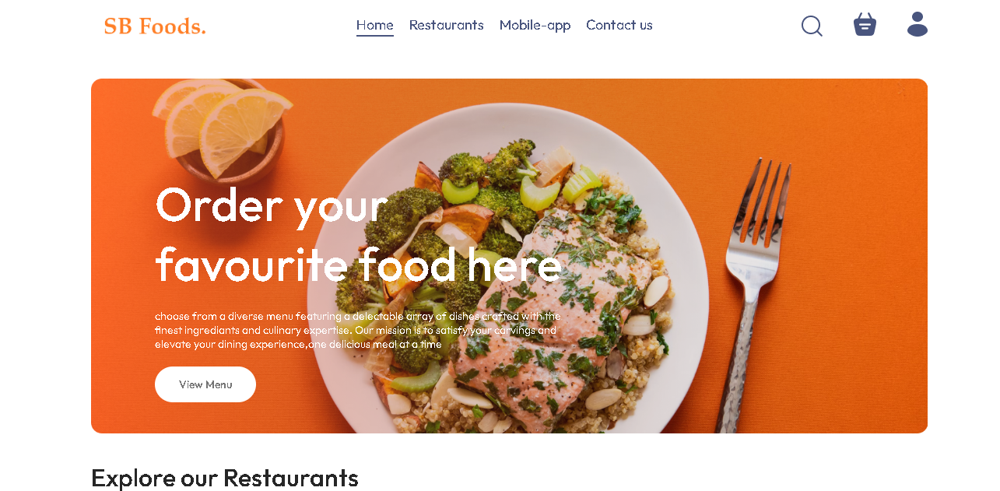 SB Foods.
Home Restaurants Mobile-app Contact us
Order your
favourite food here
choose from a diverse menu featuring a delectable array of dishes crafted with the
finest ingrediants and culinary expertise. Our mission is to satisfy your carvings and
elevate your dining experience,one delicious meal at a time
View Menu
Explore our Restaurants